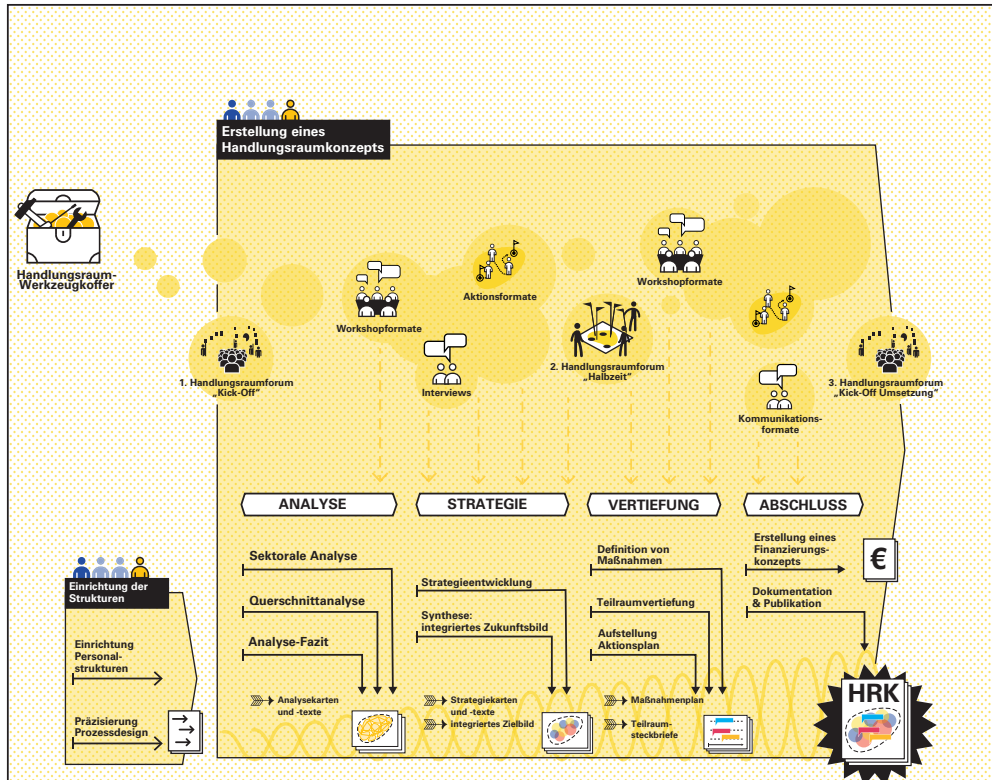 Erstellung eines
Handlungsraumkonzepts
Handlungsraum-
Werkzeugkoffer
1. Handlungsraumforum
„Kick-Off“
Workshopformate
Interviews
Aktionsformate
2. Handlungsraumforum
„Halbzeit“
Workshopformate
Kommunikations-
formate
3. Handlungsraumforum
„Kick-Off Umsetzung“
ANALYSE
STRATEGIE
VERTIEFUNG
ABSCHLUSS
Einrichtung der
Strukturen
Einrichtung
Personal-
strukturen
Präzisierung
Prozessdesign
Sektorale Analyse
Querschnittanalyse
Analyse-Fazit
Analysekarten
und -texte
Strategieentwicklung
Synthese:
integriertes Zukunftsbild
Strategiekarten
und -texte
integriertes Zielbild
Definition von
Maßnahmen
Teilraumvertiefung
Aufstellung
Aktionsplan
Maßnahmenplan
Teilraum-
steckbriefe
Erstellung eines
Finanzierungs-
konzepts
€
Dokumentation
& Publikation
HRK